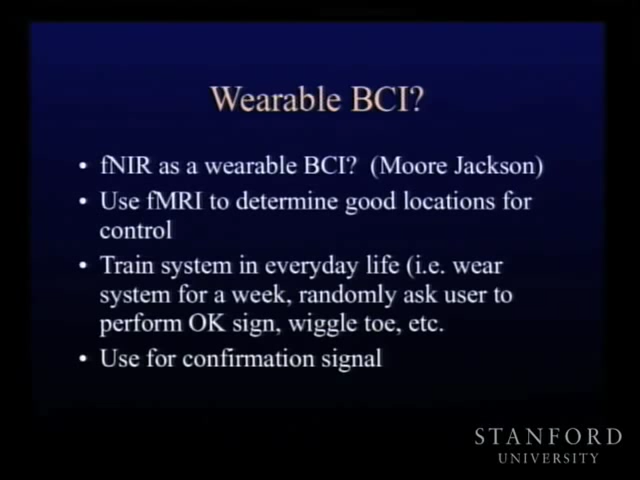 Wearable BCI?
• fNIR as a wearable BCI? (Moore Jackson)
• Use fMRI to determine good locations for
control
• Train system in everyday life (i.e. wear
system for a week, randomly ask user to
perform OK sign, wiggle toe, etc.
• Use for confirmation signal
STANFORD
UNIVERSITY